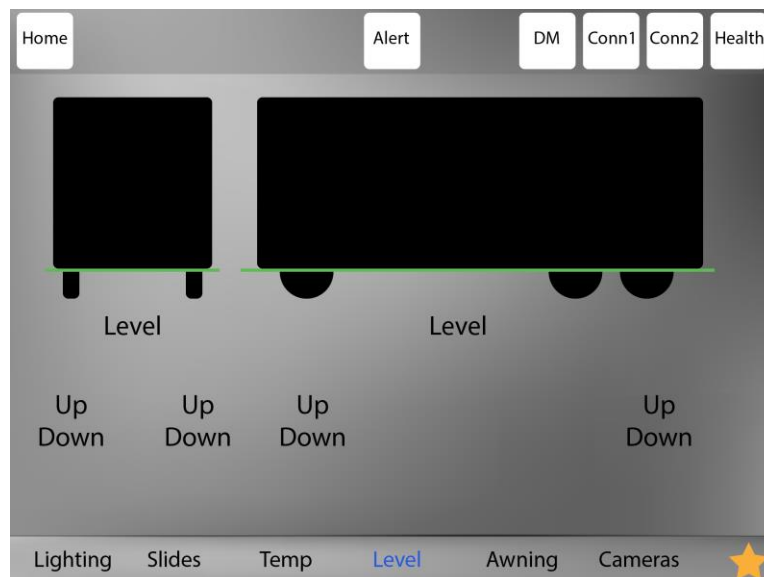 Home Alert DM Conn1 Conn2 Health
Level Level
Up Up Up Up
Down Down Down Down
Lighting Slides Temp Level Awning Cameras